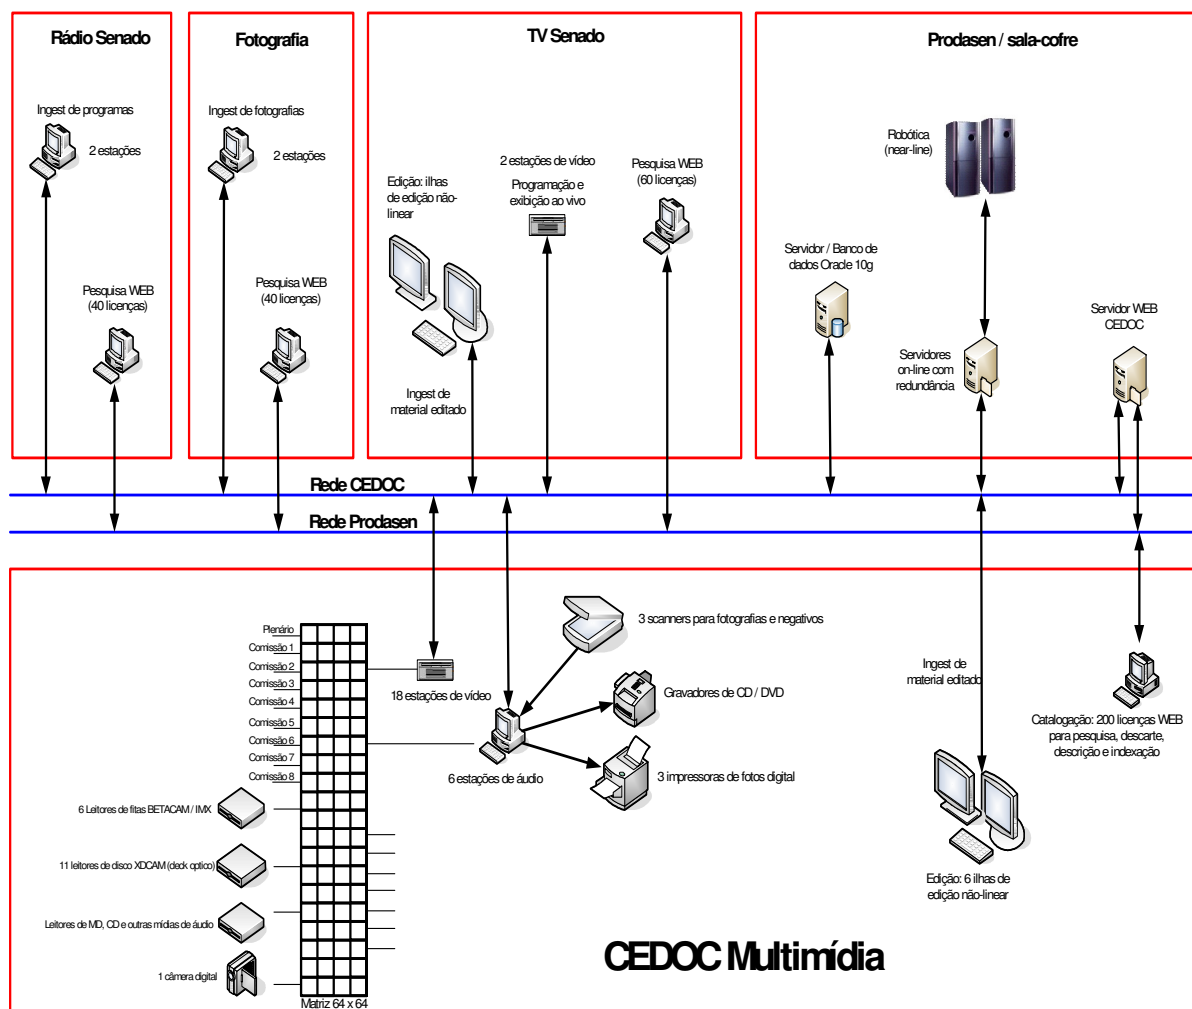 Rádio Senado
Ingest de programas
2 estações
Pesquisa WEB
(40 licenças)
Fotografia
Ingest de fotografias
2 estações
Pesquisa WEB
(40 licenças)
TV Senado
Edição: ilhas
de edição não-
linear
Ingest de
material editado
2 estações de vídeo
Programação e
exibição ao vivo
Pesquisa WEB
(60 licenças)
Prodasen / sala-cofre
Robótica
(near-line)
Servidor / Banco de
dados Oracle 10g
Servidores
on-line com
redundância
Servidor WEB
CEDOC
Rede CEDOC
Rede Prodasen
Plenário
Comissão 1
Comissão 2
Comissão 3
Comissão 4
Comissão 5
Comissão 6
Comissão 7
Comissão 8
6 Leitores de fitas BETACAM / IMX
11 leitores de disco XDCAM (deck optico)
Leitores de MD, CD e outras mídias de áudio
1 câmera digital
Matriz 64 x 64
18 estações de vídeo
6 estações de áudio
3 scanners para fotografias e negativos
Gravadores de CD / DVD
3 impressoras de fotos digital
Ingest de
material editado
Edição: 6 ilhas de
edição não-linear
Catalogação: 200 licenças WEB
para pesquisa, descarte,
descrição e indexação
CEDOC Multimídia